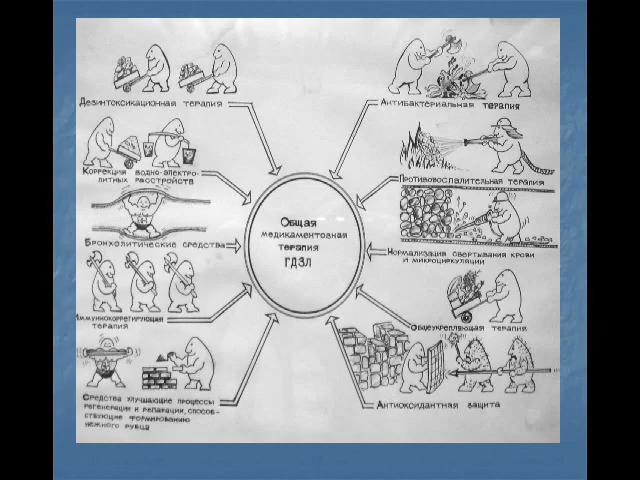 Дезинтоксикационная терапия
Коррекция водно-электро-
литных расстройств
Бронхолитические средства
Иммуннокоррегирующая
терапия
Средства улучшающие процессы
регенерации и репарации, способ-
ствующие формированию
нежного рубца
Общая
медикаментозная
терапия
ГДЗЛ
Антибактериальная терапия
Противовоспалительная терапия
Нормализация свертывания крови
и микроциркуляции
Общеукрепляющая терапия
Антиоксидантная защита